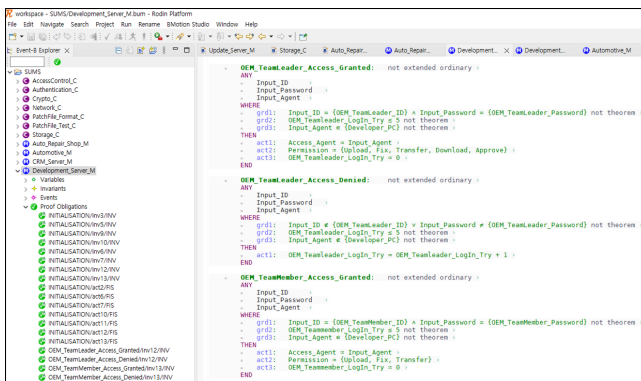 workspace - SUMS/Development_Server_M.bum - Rodin Platform
File Edit Navigate Search Project Run Rename BMotion Studio Window Help
Event-B Explorer
Update_Server_M Storage_C Auto_Repair... Auto_Repair... Development... Development... Automotive_M
SUMS
AccessControl_C
Authentication_C
Crypto_C
Network_C
PatchFile_Format_C
PatchFile_Test_C
Storage_C
Auto_Repair_Shop_M
Automotive_M
CRM_Server_M
Development_Server_M
Variables
Invariants
Events
Proof Obligations
INITIALISATION/inv3/INV
INITIALISATION/inv9/INV
INITIALISATION/inv10/INV
INITIALISATION/inv6/INV
INITIALISATION/inv7/INV
INITIALISATION/inv12/INV
INITIALISATION/inv13/INV
INITIALISATION/act2/FIS
INITIALISATION/act6/FIS
INITIALISATION/act7/FIS
INITIALISATION/act10/FIS
INITIALISATION/act11/FIS
INITIALISATION/act12/FIS
INITIALISATION/act13/FIS
OEM_TeamLeader_Access_Granted/inv12/INV
OEM_TeamLeader_Access_Denied/inv12/INV
OEM_TeamMember_Access_Granted/inv13/INV
OEM_TeamMember_Access_Denied/inv13/INV
OEM_TeamLeader_Access_Granted: not extended ordinary ›
ANY
Input_ID ›
Input_Password ›
Input_Agent ›
WHERE
grd1: Input_ID = {OEM_TeamLeader_ID} ∧ Input_Password = {OEM_TeamLeader_Password} not theorem ›
grd2: OEM_TeamLeader_LogIn_Try ≤ 5 not theorem ›
grd3: Input_Agent ∈ {Developer_PC} not theorem ›
THEN
act1: Access_Agent ≔ Input_Agent ›
act2: Permission ≔ {Upload, Fix, Transfer, Download, Approve} ›
act3: OEM_TeamLeader_LogIn_Try ≔ 0 ›
END
OEM_TeamLeader_Access_Denied: not extended ordinary ›
ANY
Input_ID ›
Input_Password ›
Input_Agent ›
WHERE
grd1: Input_ID ∉ {OEM_TeamLeader_ID} ∨ Input_Password ≠ {OEM_TeamLeader_Password} not theorem ›
grd2: OEM_TeamLeader_LogIn_Try ≤ 5 not theorem ›
grd3: Input_Agent ∉ {Developer_PC} not theorem ›
THEN
act1: OEM_Teamleader_LogIn_Try ≔ OEM_Teamleader_LogIn_Try + 1 ›
END
OEM_TeamMember_Access_Granted: not extended ordinary ›
ANY
Input_ID ›
Input_Password ›
Input_Agent ›
WHERE
grd1: Input_ID = {OEM_TeamMember_ID} ∧ Input_Password = {OEM_TeamMember_Password} not theorem ›
grd2: OEM_Teammember_LogIn_Try ≤ 5 not theorem ›
grd3: Input_Agent ∈ {Developer_PC} not theorem ›
THEN
act1: Access_Agent ≔ Input_Agent ›
act2: Permission ≔ {Upload, Fix, Transfer} ›
act3: OEM_Teammember_LogIn_Try ≔ 0 ›
END